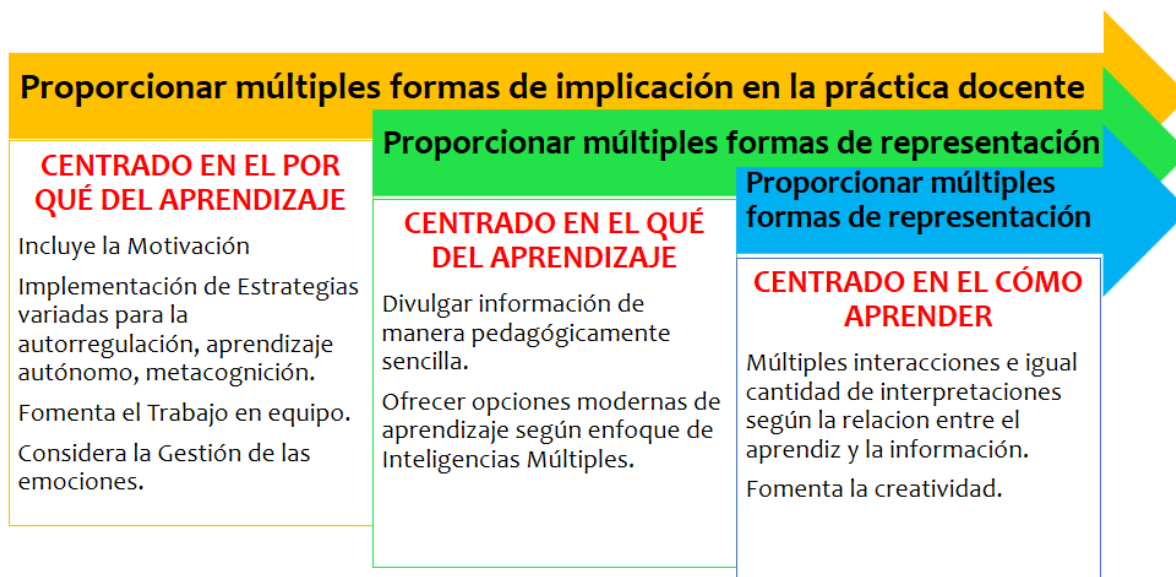 Proporcionar múltiples formas de implicación en la práctica docente
CENTRADO EN EL POR
QUÉ DEL APRENDIZAJE
Incluye la Motivación
Implementación de Estrategias
variadas para la
autorregulación, aprendizaje
autónomo, metacognición.
Fomenta el Trabajo en equipo.
Considera la Gestión de las
emociones.
Proporcionar múltiples formas de representación
CENTRADO EN EL QUÉ
DEL APRENDIZAJE
Divulgar información de
manera pedagógicamente
sencilla.
Ofrecer opciones modernas de
aprendizaje según enfoque de
Inteligencias Múltiples.
Proporcionar múltiples
formas de representación
CENTRADO EN EL CÓMO
APRENDER
Múltiples interacciones e igual
cantidad de interpretaciones
según la relacion entre el
aprendiz y la información.
Fomenta la creatividad.